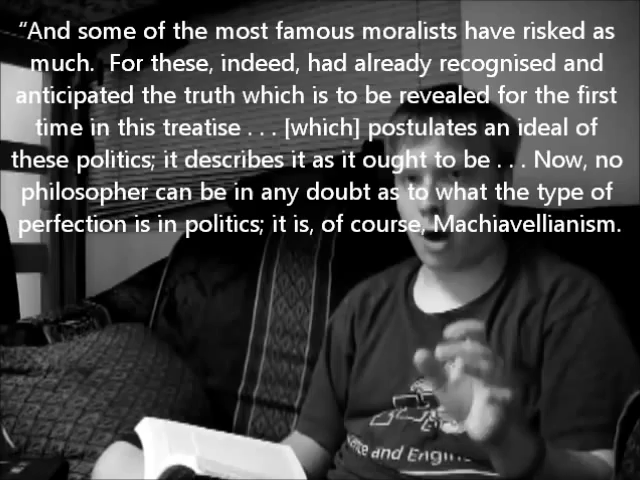 “And some of the most famous moralists have risked as
much. For these, indeed, had already recognised and
anticipated the truth which is to be revealed for the first
time in this treatise . . . [which] postulates an ideal of
these politics; it describes it as it ought to be . . . Now, no
philosopher can be in any doubt as to what the type of
perfection is in politics; it is, of course, Machiavellianism.
and